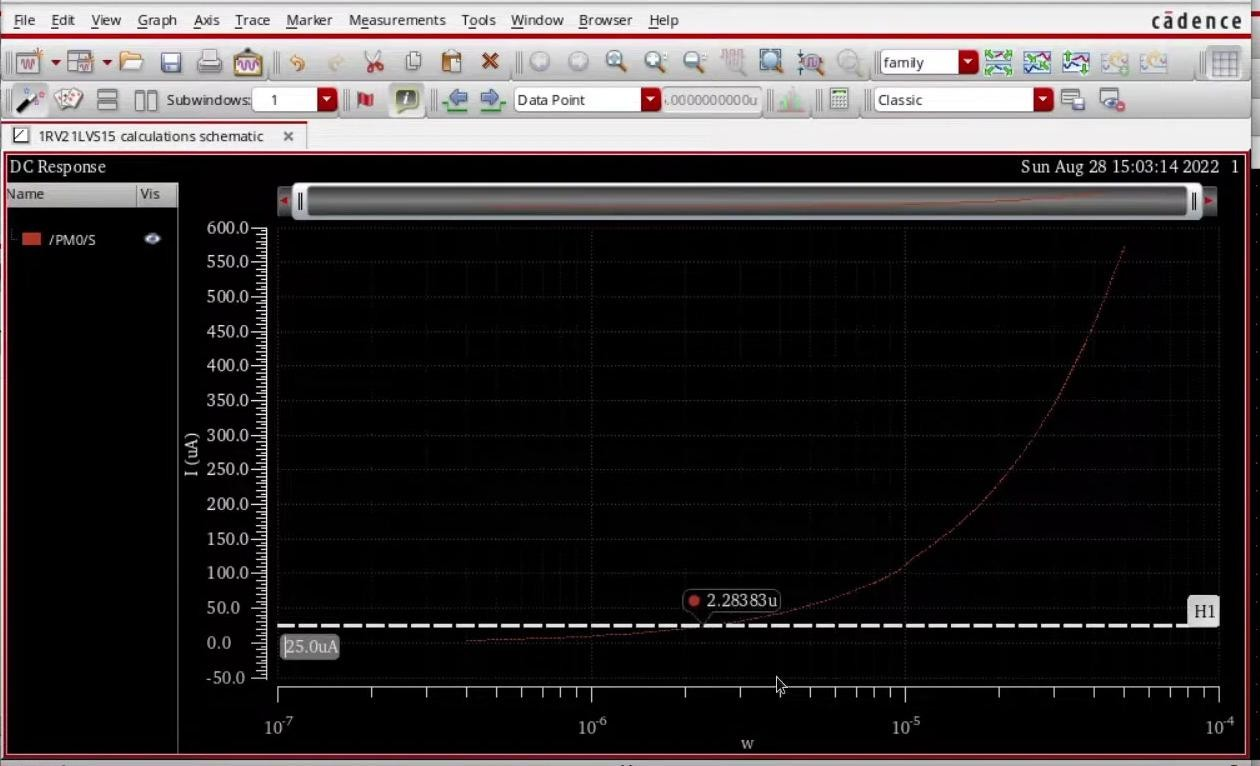 File Edit View Graph Axis Trace Marker Measurements Tools Window Browser Help cādence
family
Subwindows: 1 Data Point .0000000000u Classic
1RV21LVS15 calculations schematic
DC Response Sun Aug 28 15:03:14 2022 1
Name Vis
/PM0/S
600.0
550.0
500.0
450.0
400.0
350.0
300.0
250.0
200.0
150.0
100.0
50.0
0.0
-50.0
I (uA)
2.28383u
H1
25.0uA
10-7 10-6 10-5 10-4
w